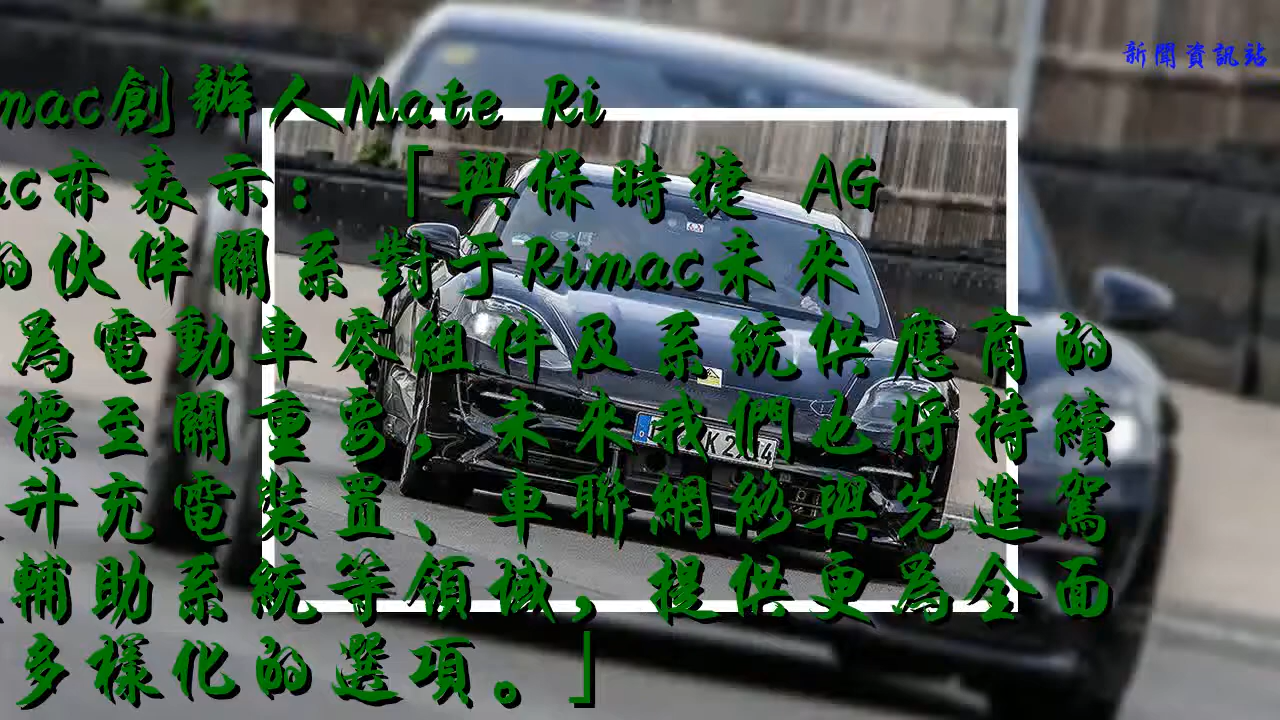 新聞資訊站
mac創辦人Mate Ri
c亦表示：「與保時捷 AG
的伙伴關系對于Rimac未來
為電動車零組件及系統供應商的
標至關重要，未來我們也將持續
升充電裝置、車聯網絡與先進駕
輔助系統等領域，提供更為全面
多樣化的選項。」